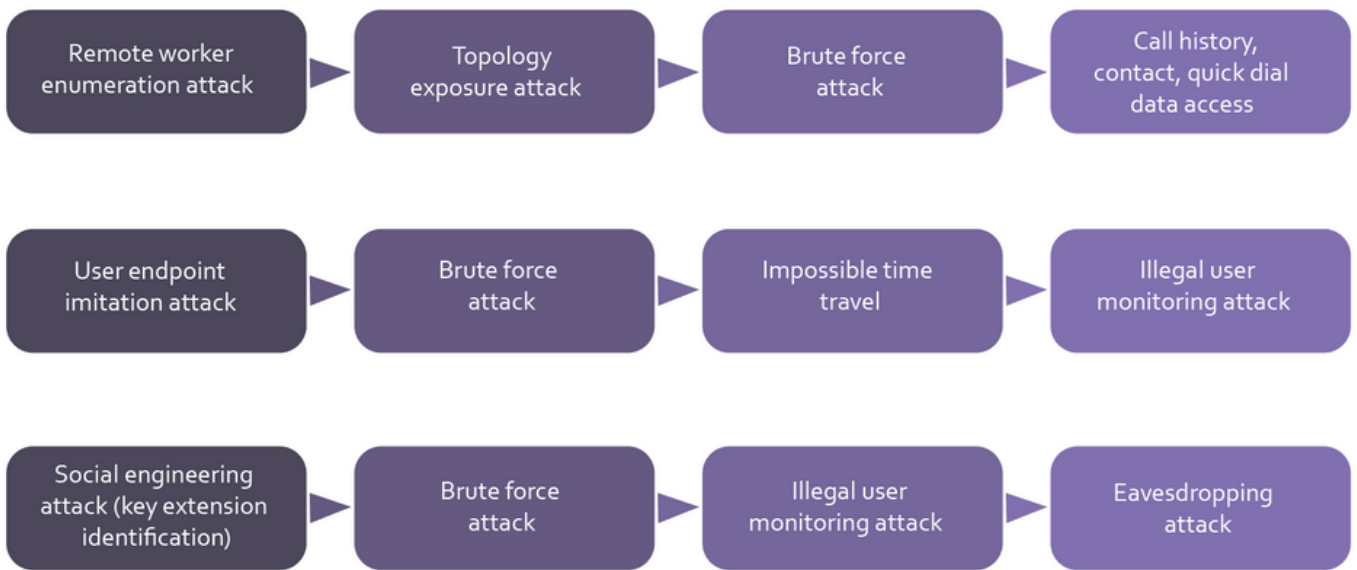 Remote worker
enumeration attack
Topology
exposure attack
Brute force
attack
Call history,
contact, quick dial
data access
User endpoint
imitation attack
Brute force
attack
Impossible time
travel
Illegal user
monitoring attack
Social engineering
attack (key extension
identification)
Brute force
attack
Illegal user
monitoring attack
Eavesdropping
attack